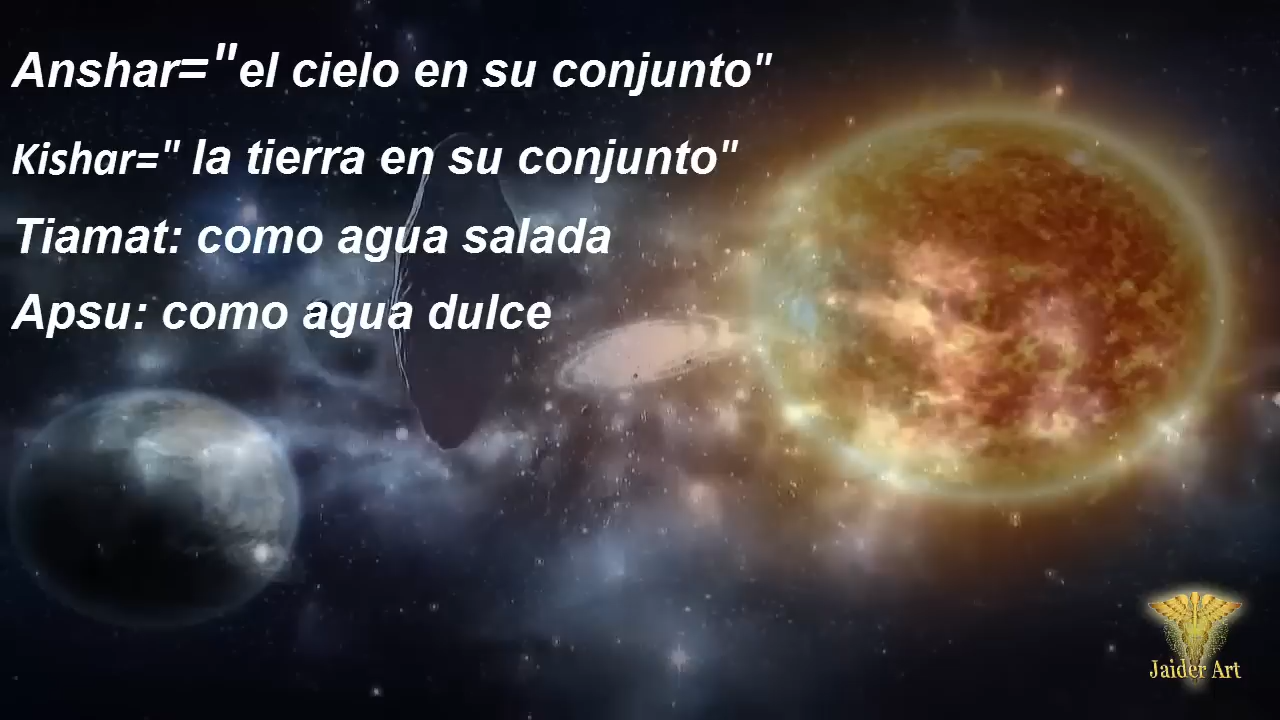 Anshar="el cielo en su conjunto"
Kishar=" la tierra en su conjunto"
Tiamat: como agua salada
Apsu: como agua dulce
Jaider Art